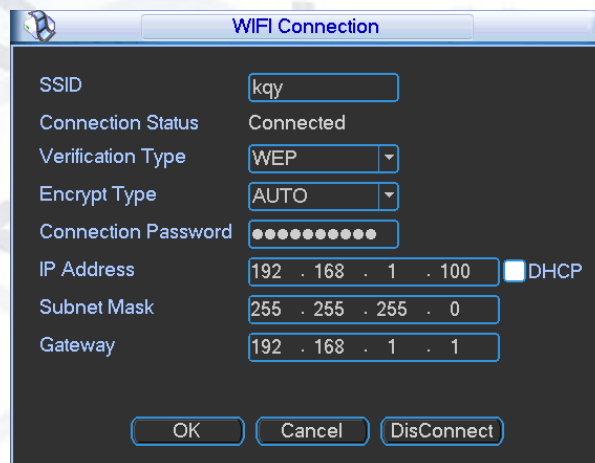 WIFI Connection
SSID kqy
Connection Status Connected
Verification Type WEP
Encrypt Type AUTO
Connection Password ●●●●●●●●●●
IP Address 192 . 168 . 1 . 100 DHCP
Subnet Mask 255 . 255 . 255 . 0
Gateway 192 . 168 . 1 . 1
OK Cancel DisConnect